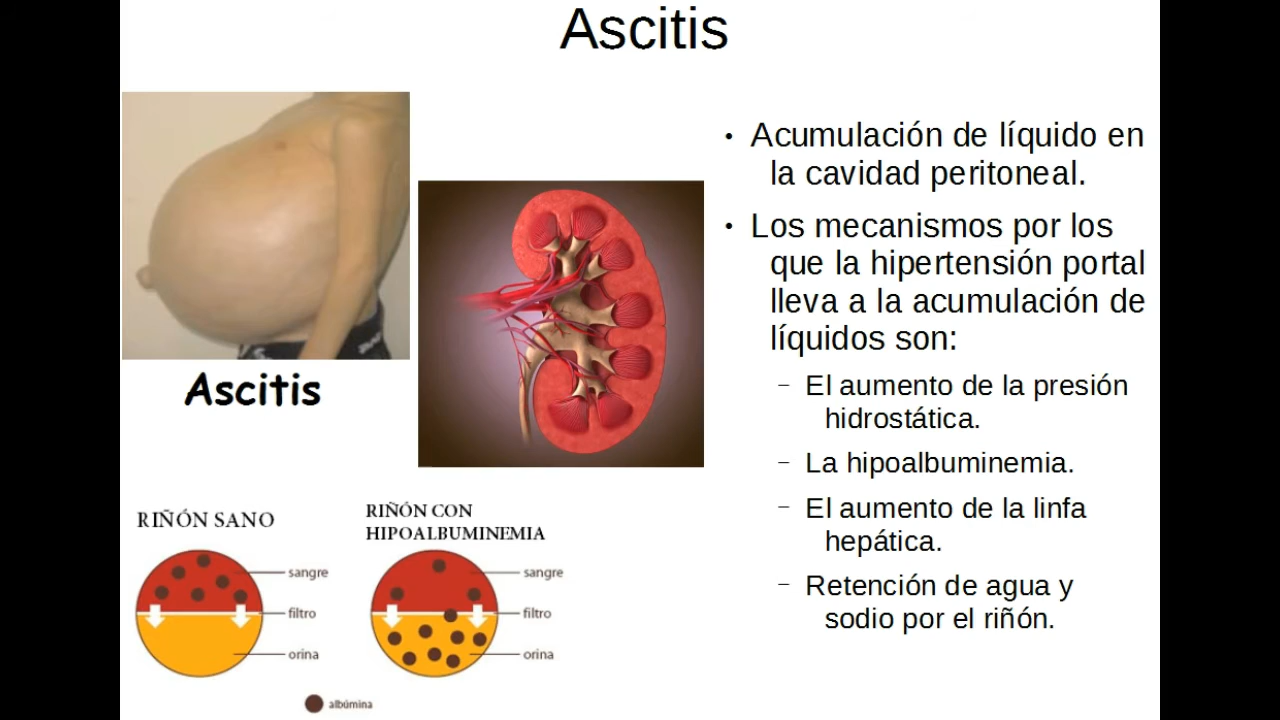 Ascitis
Ascitis
• Acumulación de líquido en
la cavidad peritoneal.
• Los mecanismos por los
que la hipertensión portal
lleva a la acumulación de
líquidos son:
– El aumento de la presión
hidrostática.
– La hipoalbuminemia.
– El aumento de la linfa
hepática.
– Retención de agua y
sodio por el riñón.
RIÑÓN SANO
sangre
filtro
orina
RIÑÓN CON
HIPOALBUMINEMIA
sangre
filtro
orina
albúmina